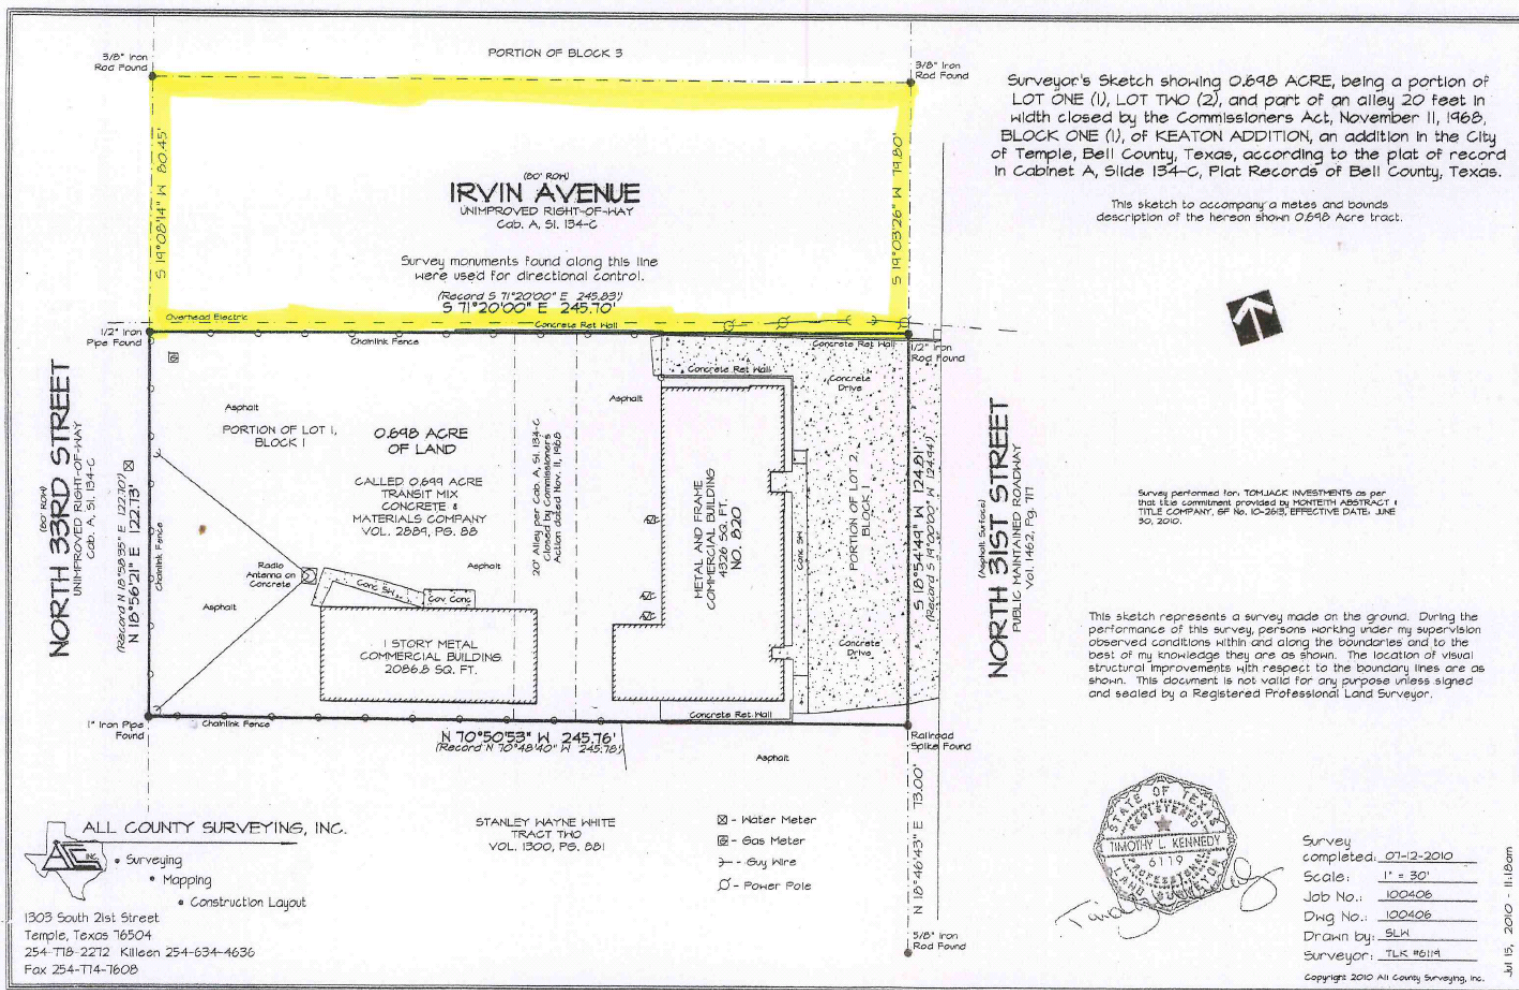 PORTION OF BLOCK 3
3/8" Iron
Rod Found
3/8" Iron
Rod Found
S 19°08'14" W 80.45'
S 19°03'26" W 79.80'
(80' ROW)
IRVIN AVENUE
UNIMPROVED RIGHT-OF-WAY
Cab. A, Sl. 134-C
Survey monuments found along this line
were used for directional control.
(Record S 71°20'00" E 245.83')
S 71°20'00" E 245.70'
Overhead Electric
Concrete Ret Wall
1/2" Iron
Pipe Found
Chainlink Fence
Concrete Ret. Wall
1/2" Iron
Rod Found
Surveyor's Sketch showing 0.698 ACRE, being a portion of
LOT ONE (1), LOT TWO (2), and part of an alley 20 feet in
width closed by the Commissioners Act, November 11, 1968,
BLOCK ONE (1), of KEATON ADDITION, an addition in the City
of Temple, Bell County, Texas, according to the plat of record
in Cabinet A, Slide 134-C, Plat Records of Bell County, Texas.
This sketch to accompany a metes and bounds
description of the hereon shown 0.698 Acre tract.
NORTH 33RD STREET
(80' ROW)
UNIMPROVED RIGHT-OF-WAY
Cab. A, Sl. 134-C
(Record N 18°58'35" E 122.70')
N 18°56'21" E 122.73'
Chainlink Fence
Asphalt
PORTION OF LOT 1,
BLOCK 1
0.698 ACRE
OF LAND
CALLED 0.699 ACRE
TRANSIT MIX
CONCRETE &
MATERIALS COMPANY
VOL. 2889, PG. 88
20' Alley per Cab. A, Sl. 134-C
Closed by Commissioners
Action dated Nov. 11, 1968
Asphalt
Concrete Ret Wall
Concrete
Drive
METAL AND FRAME
COMMERCIAL BUILDING
4326 SQ. FT.
NO. 820
Conc SW
PORTION OF LOT 2,
BLOCK 1
S 18°54'49" W 124.81'
(Record S 19°00'00" W 124.94')
(Asphalt Surface)
NORTH 31ST STREET
PUBLIC MAINTAINED ROADWAY
Vol. 1462, Pg. 717
Radio
Antenna on
Concrete
Asphalt
Asphalt
Conc SW
Cov Conc
1 STORY METAL
COMMERCIAL BUILDING
2086.8 SQ. FT.
Concrete
Drive
Concrete Ret. Wall
1" Iron Pipe
Found
Chainlink Fence
N 70°50'53" W 245.76'
(Record N 70°48'40" W 245.78')
Railroad
Spike Found
Asphalt
N 18°46'43" E 73.00'
5/8" Iron
Rod Found
Survey performed for: TOMJACK INVESTMENTS as per
that title commitment provided by MONTEITH ABSTRACT &
TITLE COMPANY, GF No. 10-2613, EFFECTIVE DATE: JUNE
30, 2010.
This sketch represents a survey made on the ground. During the
performance of this survey, persons working under my supervision
observed conditions within and along the boundaries and to the
best of my knowledge they are as shown. The location of visual
structural improvements with respect to the boundary lines are as
shown. This document is not valid for any purpose unless signed
and sealed by a Registered Professional Land Surveyor.
STATE OF TEXAS
REGISTERED
TIMOTHY L. KENNEDY
6119
PROFESSIONAL
LAND SURVEYOR
ALL COUNTY SURVEYING, INC.
• Surveying
• Mapping
• Construction Layout
1303 South 21st Street
Temple, Texas 76504
254-778-2272 Killeen 254-634-4636
Fax 254-774-7608
STANLEY WAYNE WHITE
TRACT TWO
VOL. 1300, PG. 881
- Water Meter
- Gas Meter
- Guy Wire
- Power Pole
Survey
completed: 07-12-2010
Scale: 1" = 30'
Job No.: 100406
Dwg No.: 100406
Drawn by: SLW
Surveyor: TLK #6119
Copyright 2010 All County Surveying, Inc.
Jul 15, 2010 - 11:18am